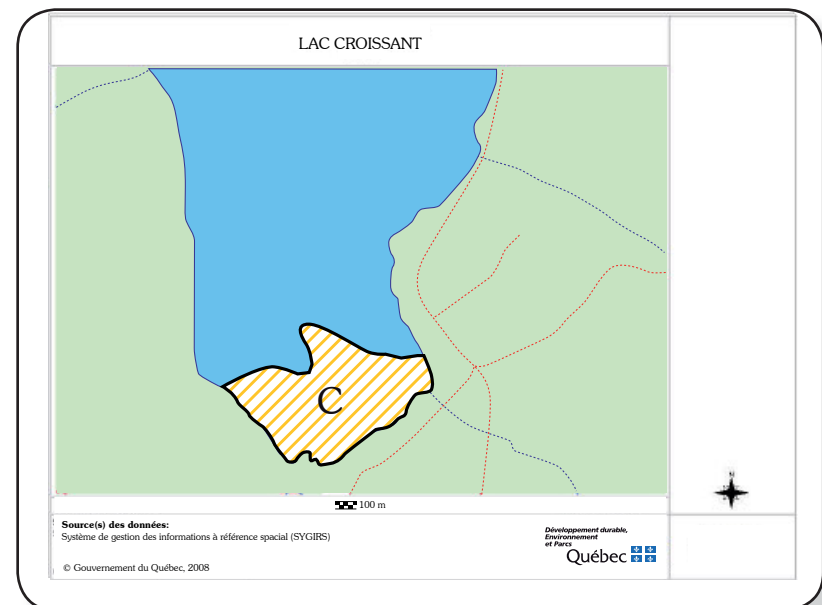 LAC CROISSANT
C
N
100 m
Source(s) des données:
Système de gestion des informations à référence spacial (SYGIRS)
© Gouvernement du Québec, 2008
Développement durable,
Environnement
et Parcs
Québec